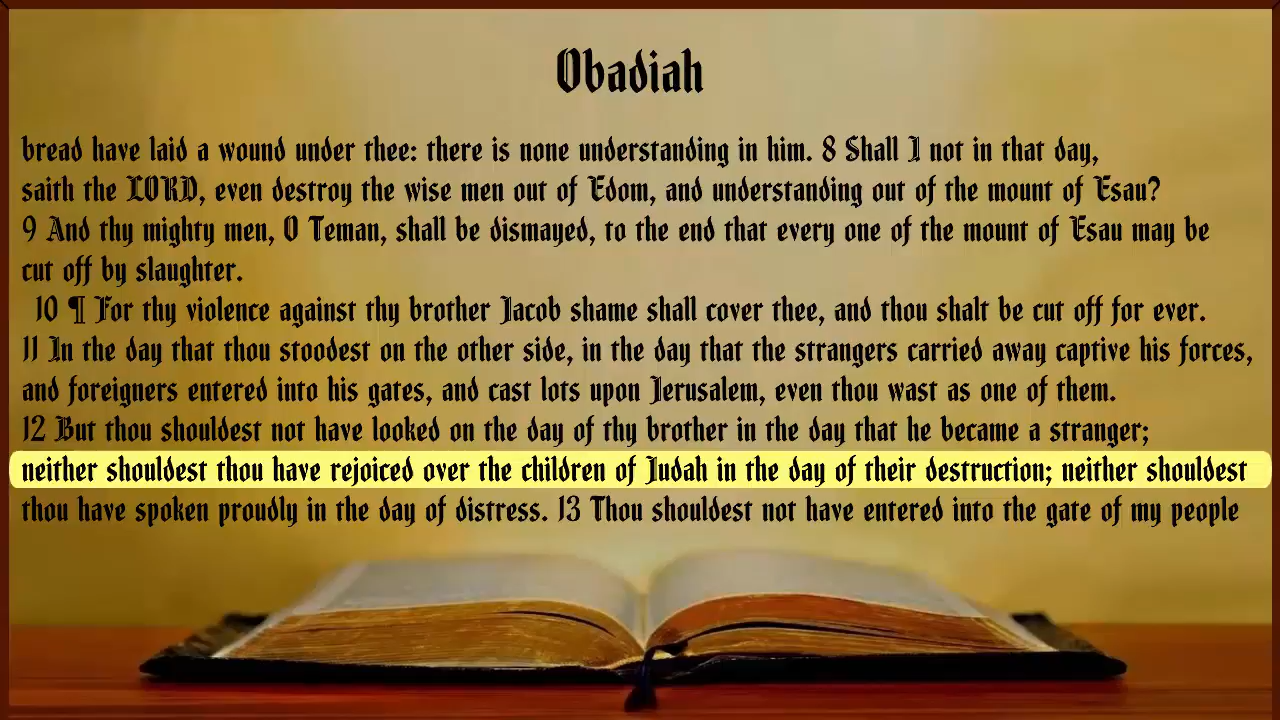 Obadiah
bread have laid a wound under thee: there is none understanding in him. 8 Shall I not in that day,
saith the LORD, even destroy the wise men out of Edom, and understanding out of the mount of Esau?
9 And thy mighty men, O Teman, shall be dismayed, to the end that every one of the mount of Esau may be
cut off by slaughter.
10 ¶ For thy violence against thy brother Jacob shame shall cover thee, and thou shalt be cut off for ever.
11 In the day that thou stoodest on the other side, in the day that the strangers carried away captive his forces,
and foreigners entered into his gates, and cast lots upon Jerusalem, even thou wast as one of them.
12 But thou shouldest not have looked on the day of thy brother in the day that he became a stranger;
neither shouldest thou have rejoiced over the children of Judah in the day of their destruction; neither shouldest
thou have spoken proudly in the day of distress. 13 Thou shouldest not have entered into the gate of my people